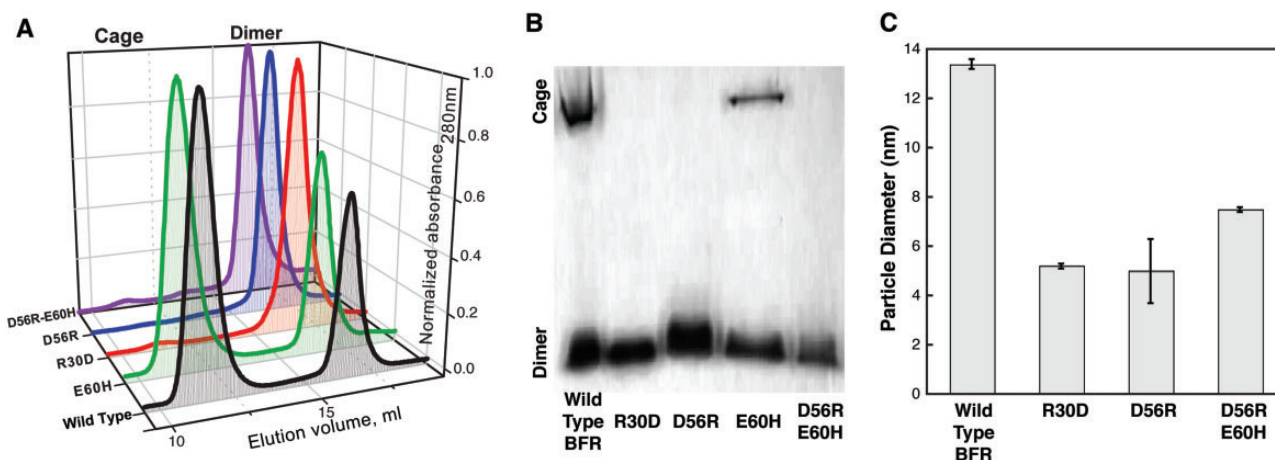 A
Cage
Dimer
1.0
0.8
0.6
0.4
0.2
0.0
Normalized absorbance 280nm
D56R-E60H
D56R
R30D
E60H
Wild Type
10
15
Elution volume, ml
B
Cage
Dimer
Wild
Type
BFR
R30D
D56R
E60H
D56R
E60H
C
Particle Diameter (nm)
14
12
10
8
6
4
2
0
Wild
Type
BFR
R30D
D56R
D56R
E60H